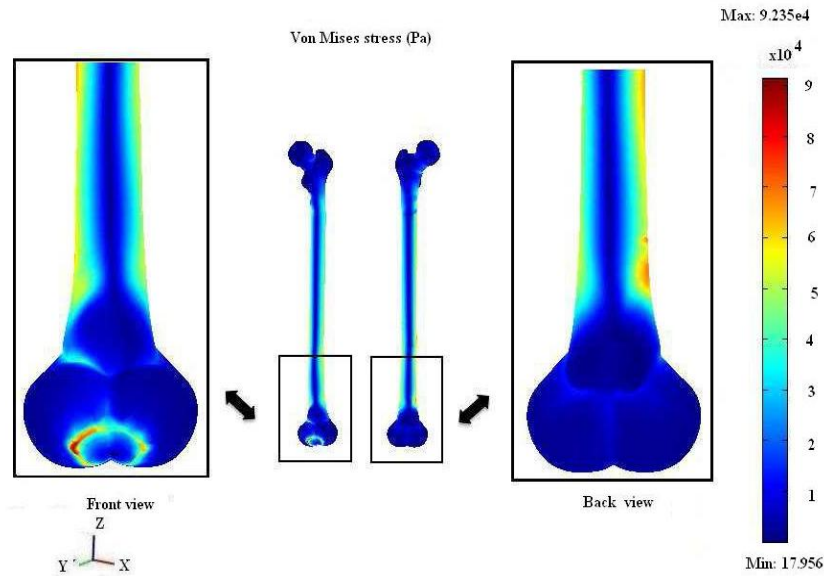 Max: 9.235e4
Von Mises stress (Pa)
x10^4
9
8
7
6
5
4
3
2
1
Front view
Back view
Z
Y
X
Min: 17.956